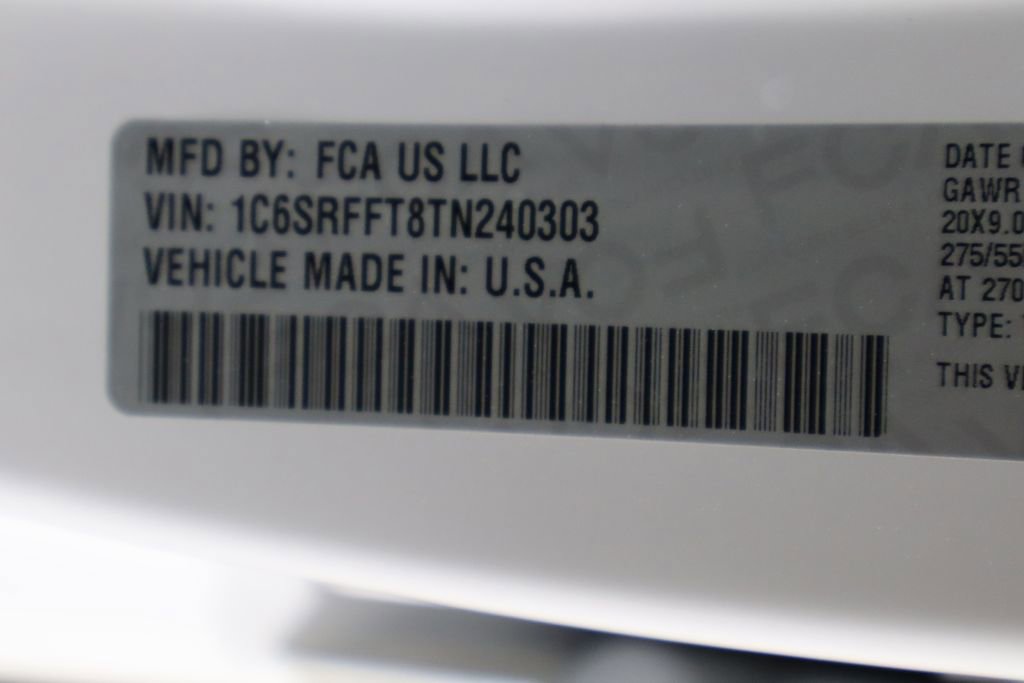 MFD BY: FCA US LLC
VIN: 1C6SRFFT8TN240303
VEHICLE MADE IN: U.S.A.
DATE
GAWR
20X9.0
275/55
AT 270
TYPE:
THIS